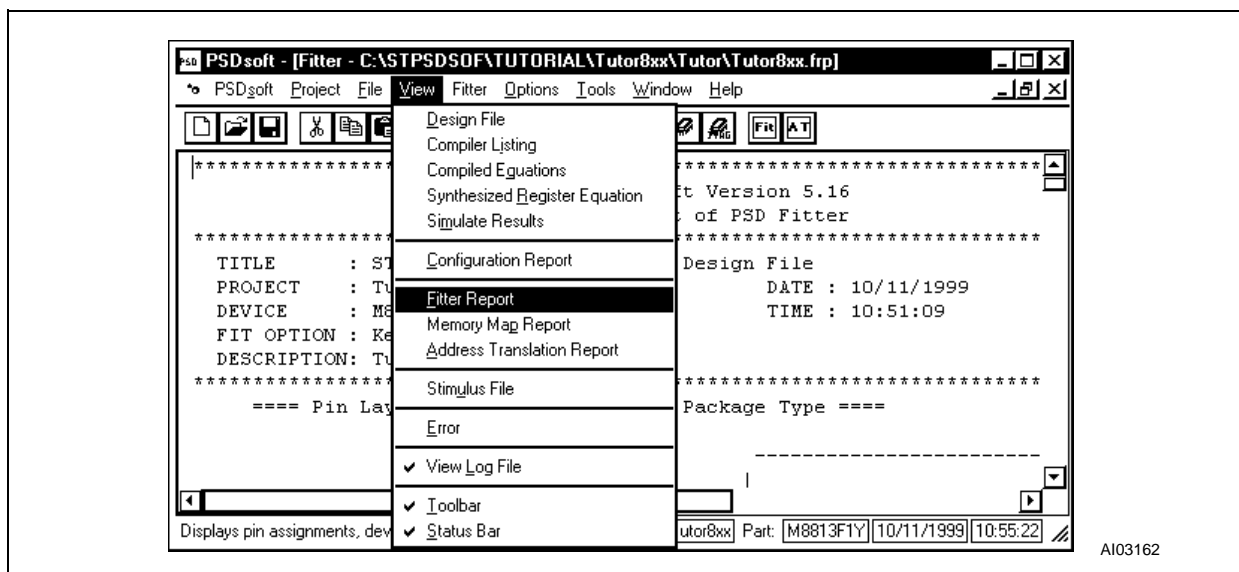 PSD PSDsoft - [Fitter - C:\STPSDSOF\TUTORIAL\Tutor8xx\Tutor\Tutor8xx.frp]
PSDsoft Project File View Fitter Options Tools Window Help
Fit AT
Design File
Compiler Listing
Compiled Equations
Synthesized Register Equation
Simulate Results
Configuration Report
Fitter Report
Memory Map Report
Address Translation Report
Stimulus File
Error
✔ View Log File
✔ Toolbar
✔ Status Bar
****************
*******************************
ft Version 5.16
of PSD Fitter
****************
*******************************
TITLE : ST Design File
PROJECT : Tu DATE : 10/11/1999
DEVICE : M8 TIME : 10:51:09
FIT OPTION : Ke
DESCRIPTION: Tu
****************
*******************************
==== Pin Lay Package Type ====
------------------------
|
Displays pin assignments, dev utor8xx Part: M8813F1Y 10/11/1999 10:55:22
AI03162